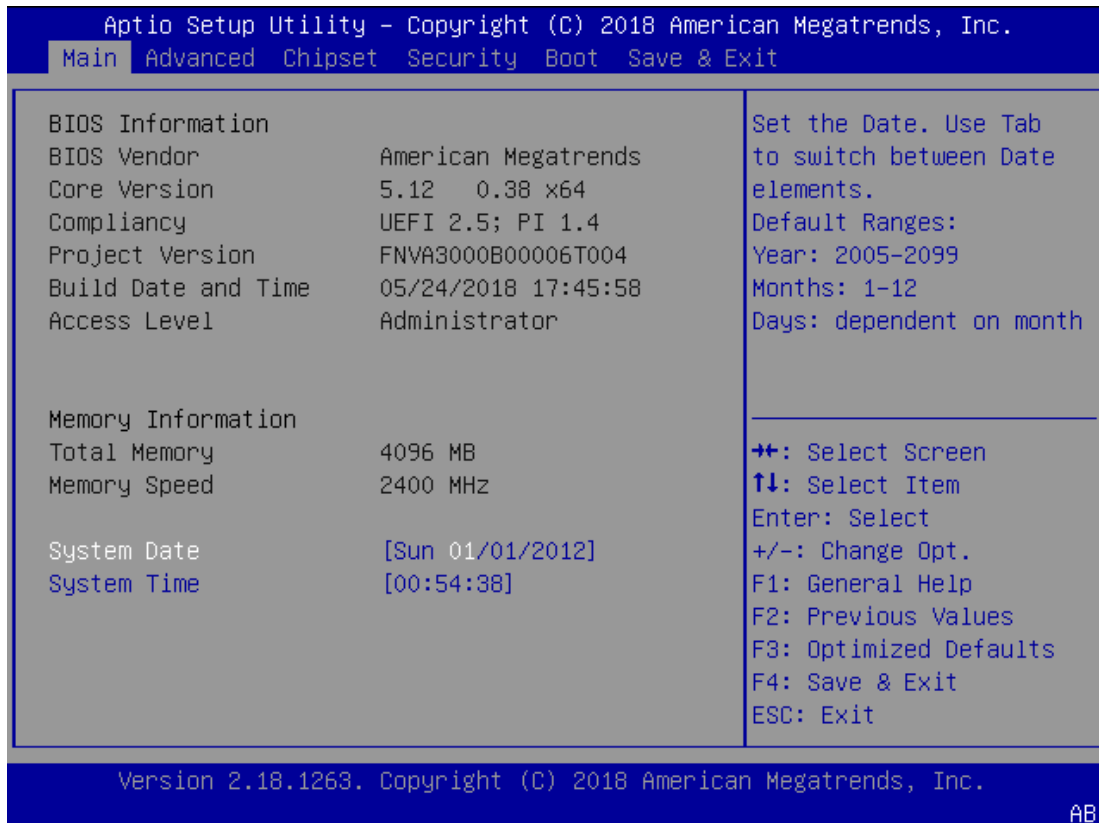 Aptio Setup Utility – Copyright (C) 2018 American Megatrends, Inc.
Main Advanced Chipset Security Boot Save & Exit
BIOS Information
BIOS Vendor American Megatrends
Core Version 5.12 0.38 x64
Compliancy UEFI 2.5; PI 1.4
Project Version FNVA3000B00006T004
Build Date and Time 05/24/2018 17:45:58
Access Level Administrator
Memory Information
Total Memory 4096 MB
Memory Speed 2400 MHz
System Date [Sun 01/01/2012]
System Time [00:54:38]
Set the Date. Use Tab
to switch between Date
elements.
Default Ranges:
Year: 2005–2099
Months: 1–12
Days: dependent on month
→←: Select Screen
↑↓: Select Item
Enter: Select
+/–: Change Opt.
F1: General Help
F2: Previous Values
F3: Optimized Defaults
F4: Save & Exit
ESC: Exit
Version 2.18.1263. Copyright (C) 2018 American Megatrends, Inc.
AB